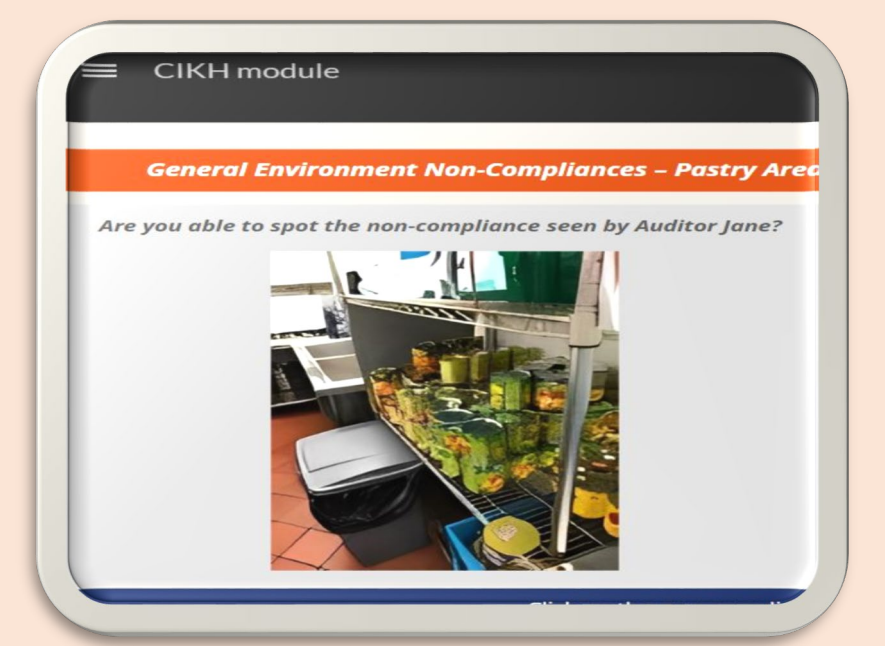 CIKH module
General Environment Non-Compliances – Pastry Area
Are you able to spot the non-compliance seen by Auditor Jane?